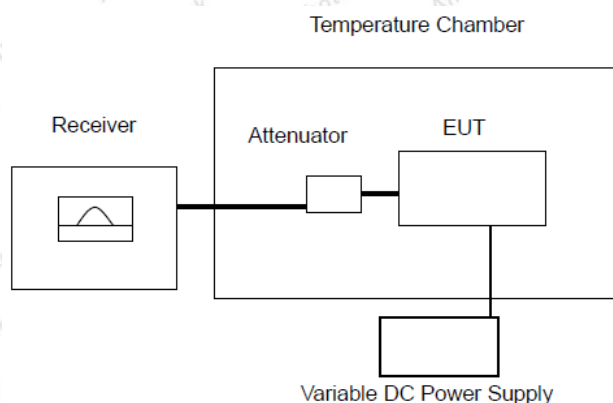 Temperature Chamber
Receiver
Attenuator
EUT
Variable DC Power Supply